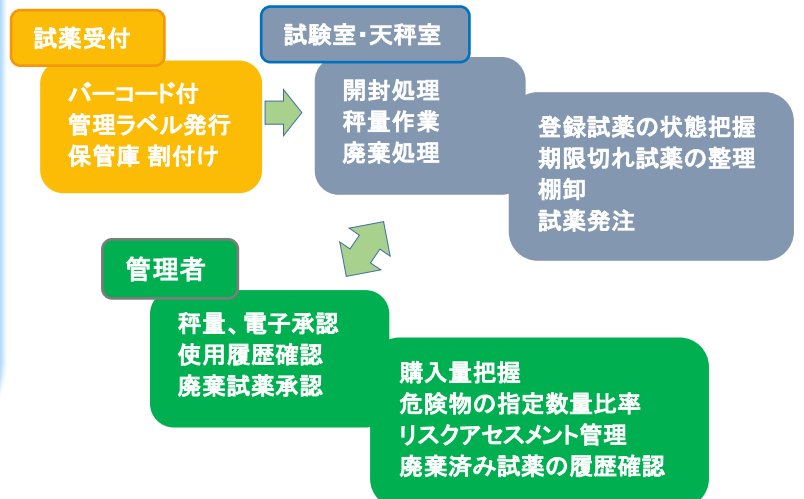 試薬受付
バーコード付
管理ラベル発行
保管庫 割付け
試験室・天秤室
開封処理
秤量作業
廃棄処理
登録試薬の状態把握
期限切れ試薬の整理
棚卸
試薬発注
管理者
秤量、電子承認
使用履歴確認
廃棄試薬承認
購入量把握
危険物の指定数量比率
リスクアセスメント管理
廃棄済み試薬の履歴確認